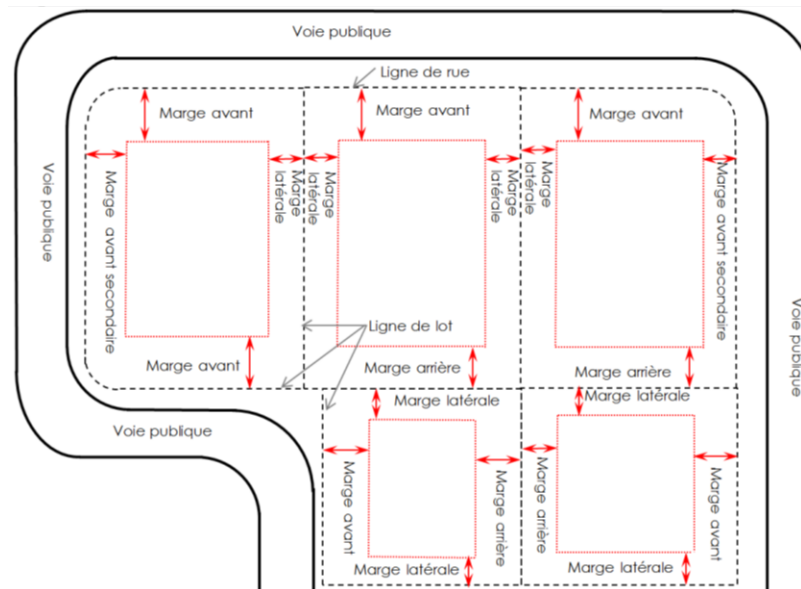 Voie publique
Ligne de rue
Marge avant
Marge avant
Marge avant
Voie publique
Marge avant secondaire
Marge
latérale
Marge
latérale
Marge
latérale
Marge
latérale
Marge avant secondaire
Voie publique
Ligne de lot
Marge avant
Marge arrière
Marge arrière
Voie publique
Marge latérale
Marge latérale
Marge avant
Marge arrière
Marge arrière
Marge avant
Marge latérale
Marge latérale